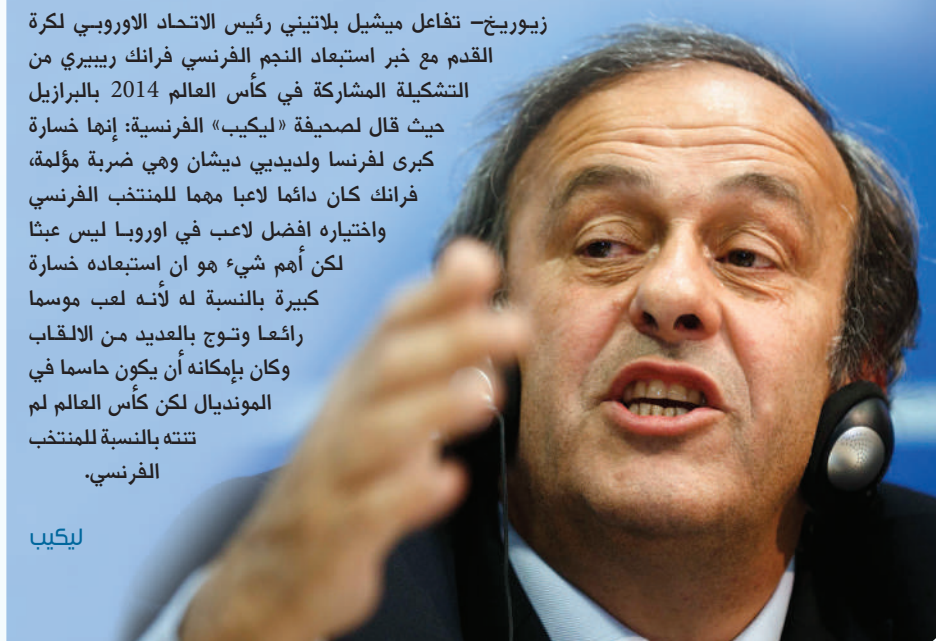 زيوريخ– تفاعل ميشيل بلاتيني رئيس الاتحاد الاوروبي لكرة
القدم مع خبر استبعاد النجم الفرنسي فرانك ريبيري من
التشكيلة المشاركة في كأس العالم 2014 بالبرازيل
حيث قال لصحيفة «ليكيب» الفرنسية: إنها خسارة
كبرى لفرنسا ولديديي ديشان وهي ضربة مؤلمة،
فرانك كان دائما لاعبا مهما للمنتخب الفرنسي
واختياره افضل لاعب في اوروبا ليس عبثا
لكن أهم شيء هو ان استبعاده خسارة
كبيرة بالنسبة له لأنه لعب موسما
رائعا وتوج بالعديد من الالقاب
وكان بإمكانه أن يكون حاسما في
المونديال لكن كأس العالم لم
تنته بالنسبة للمنتخب
الفرنسي.
ليكيب